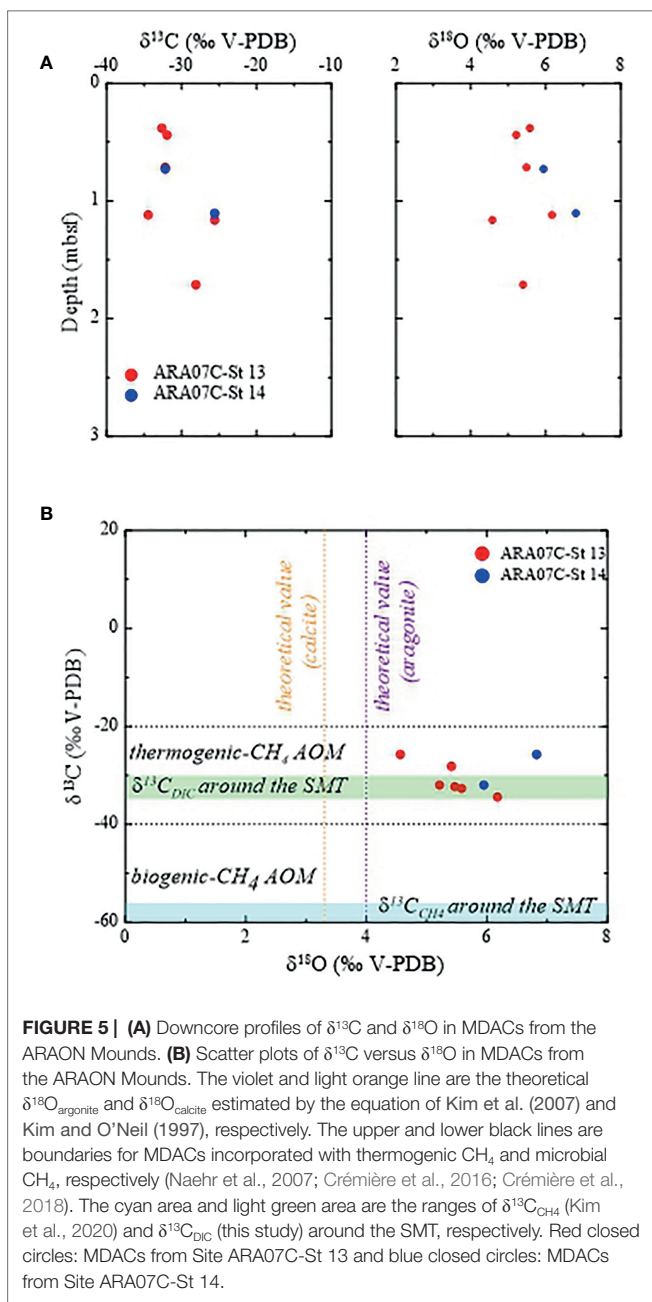 δ¹³C (‰ V-PDB) δ¹⁸O (‰ V-PDB)
A
-40 -30 -20 -10 2 4 6 8
0
1
2
3
Depth (mbsf)
ARA07C-St 13
ARA07C-St 14
B
20
0
-20
-40
-60
δ¹³C (‰ V-PDB)
theoretical value
(calcite)
theoretical value
(aragonite)
ARA07C-St 13
ARA07C-St 14
thermogenic-CH₄ AOM
δ¹³C_DIC around the SMT
biogenic-CH₄ AOM
δ¹³C_CH4 around the SMT
0 2 4 6 8
δ¹⁸O (‰ V-PDB)
FIGURE 5 | (A) Downcore profiles of δ¹³C and δ¹⁸O in MDACs from the
ARAON Mounds. (B) Scatter plots of δ¹³C versus δ¹⁸O in MDACs from
the ARAON Mounds. The violet and light orange line are the theoretical
δ¹⁸O_argonite and δ¹⁸O_calcite estimated by the equation of Kim et al. (2007) and
Kim and O'Neil (1997), respectively. The upper and lower black lines are
boundaries for MDACs incorporated with thermogenic CH₄ and microbial
CH₄, respectively (Naehr et al., 2007; Crémière et al., 2016; Crémière et al.,
2018). The cyan area and light green area are the ranges of δ¹³C_CH4 (Kim
et al., 2020) and δ¹³C_DIC (this study) around the SMT, respectively. Red closed
circles: MDACs from Site ARA07C-St 13 and blue closed circles: MDACs
from Site ARA07C-St 14.